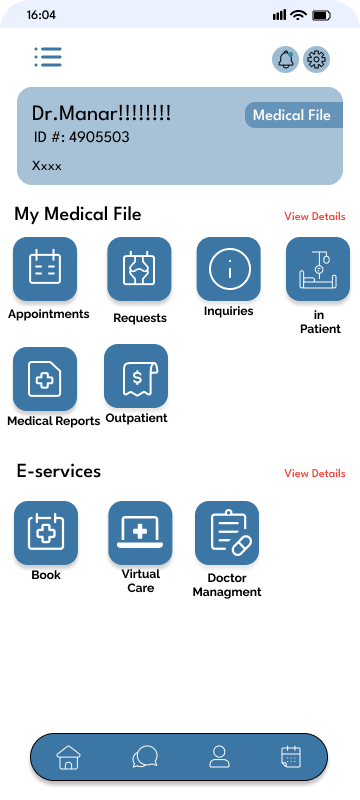 16:04
Dr.Manar!!!!!!!!
Medical File
ID #: 4905503
Xxxx
My Medical File
View Details
Appointments
Requests
Inquiries
in
Patient
Medical Reports
Outpatient
$
E-services
View Details
Book
Virtual
Care
Doctor
Managment